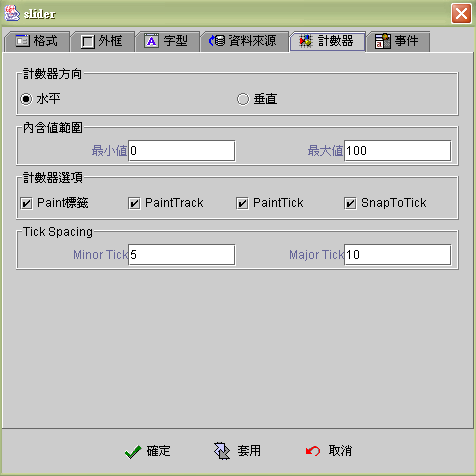 slider
格式 外框 字型 資料來源 計數器 事件
計數器方向
水平 垂直
內含值範圍
最小值 0 最大值 100
計數器選項
Paint標籤 PaintTrack PaintTick SnapToTick
Tick Spacing
Minor Tick 5 Major Tick 10
確定 套用 取消